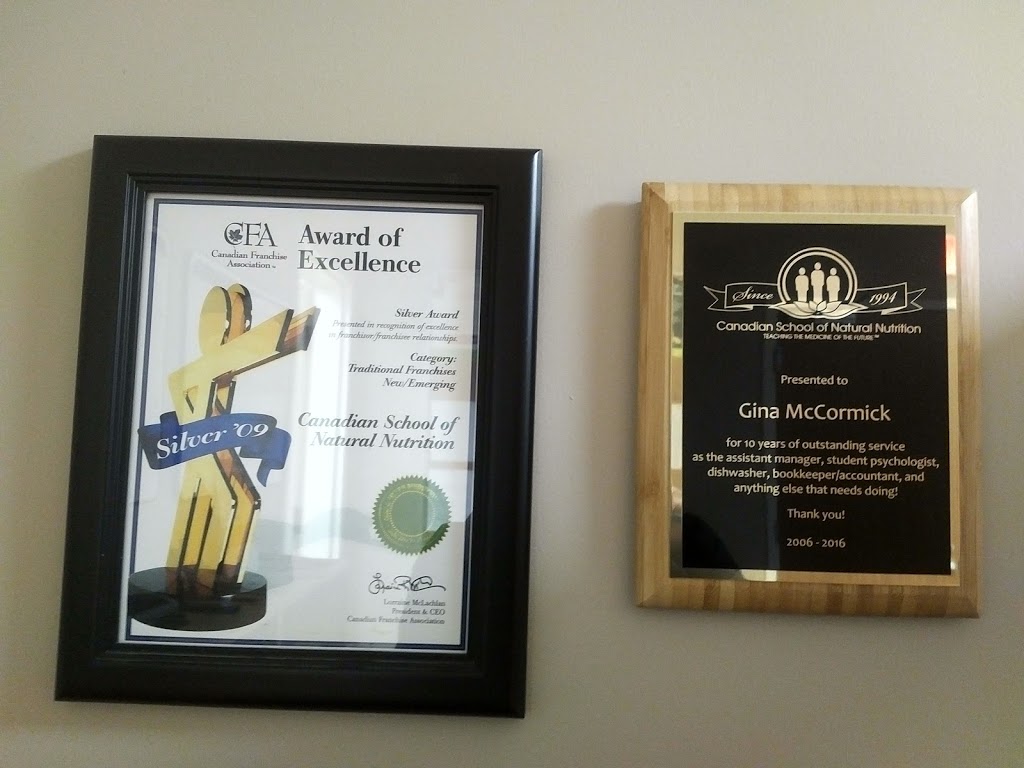 CFA
Canadian Franchise
Association™
Award of
Excellence
Silver Award
Presented in recognition of excellence
in franchisor/franchisee relationships.
Category:
Traditional Franchises
New/Emerging
Silver '09
Canadian School of
Natural Nutrition
Lorraine McLachlan
President & CEO
Canadian Franchise Association
Since 1994
Canadian School of Natural Nutrition
TEACHING THE MEDICINE OF THE FUTURE™
Presented to
Gina McCormick
for 10 years of outstanding service
as the assistant manager, student psychologist,
dishwasher, bookkeeper/accountant, and
anything else that needs doing!
Thank you!
2006 - 2016